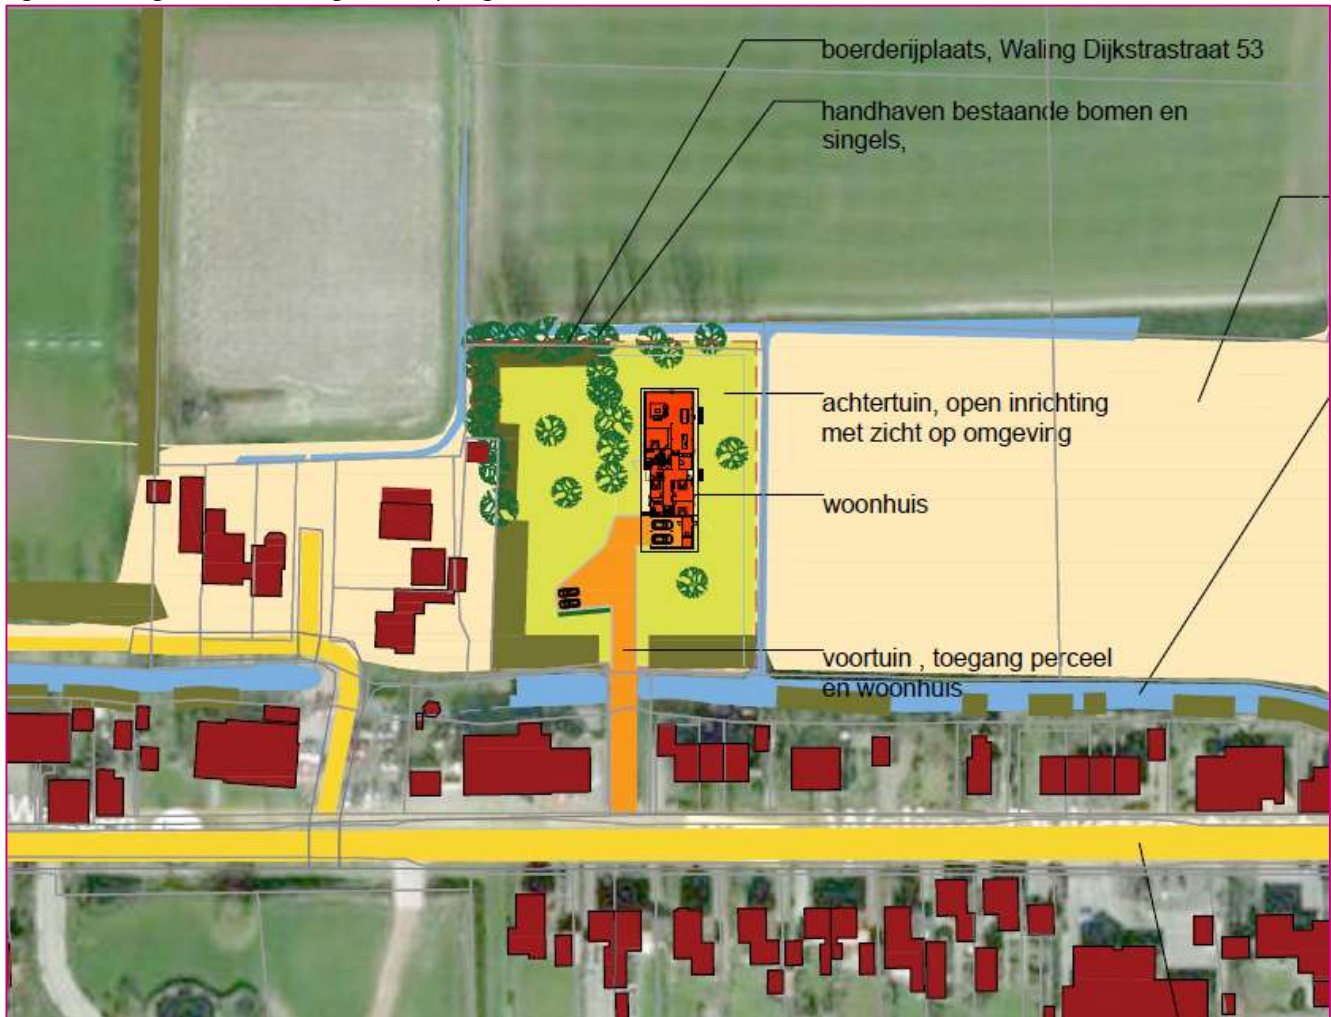 boerderijplaats, Waling Dijkstrastraat 53
handhaven bestaande bomen en
singels,
achtertuin, open inrichting
met zicht op omgeving
woonhuis
voortuin , toegang perceel
en woonhuis